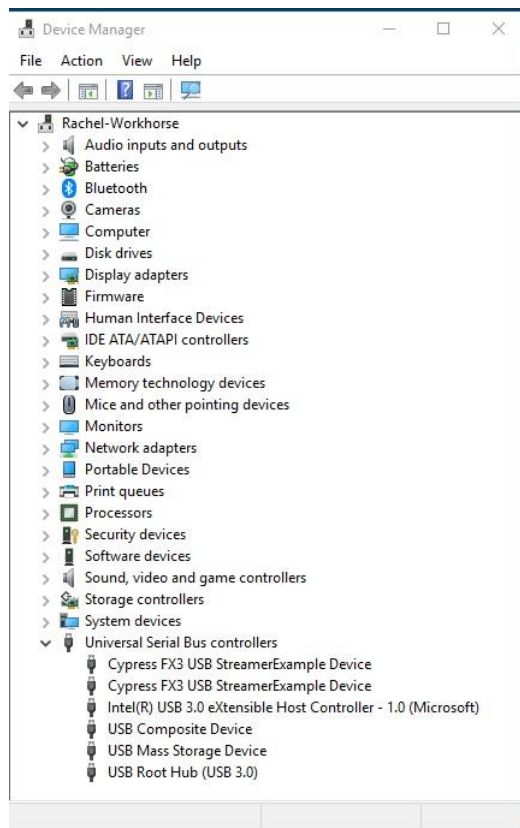 Device Manager
File Action View Help
Rachel-Workhorse
Audio inputs and outputs
Batteries
Bluetooth
Cameras
Computer
Disk drives
Display adapters
Firmware
Human Interface Devices
IDE ATA/ATAPI controllers
Keyboards
Memory technology devices
Mice and other pointing devices
Monitors
Network adapters
Portable Devices
Print queues
Processors
Security devices
Software devices
Sound, video and game controllers
Storage controllers
System devices
Universal Serial Bus controllers
Cypress FX3 USB StreamerExample Device
Cypress FX3 USB StreamerExample Device
Intel(R) USB 3.0 eXtensible Host Controller - 1.0 (Microsoft)
USB Composite Device
USB Mass Storage Device
USB Root Hub (USB 3.0)